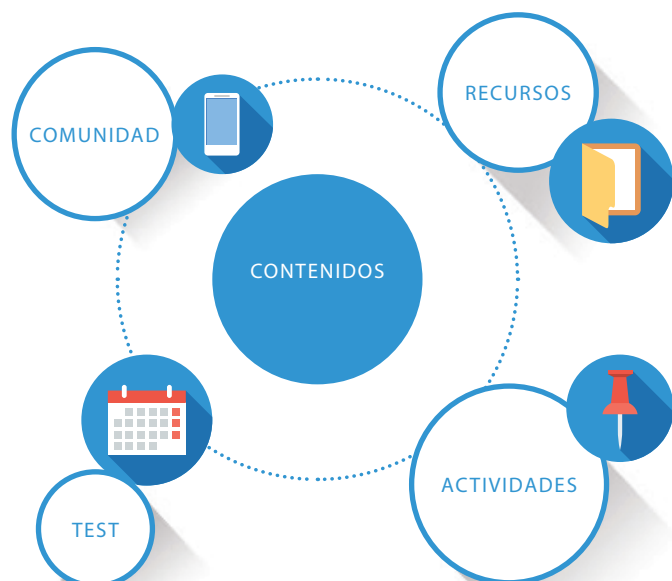 COMUNIDAD
RECURSOS
CONTENIDOS
ACTIVIDADES
TEST